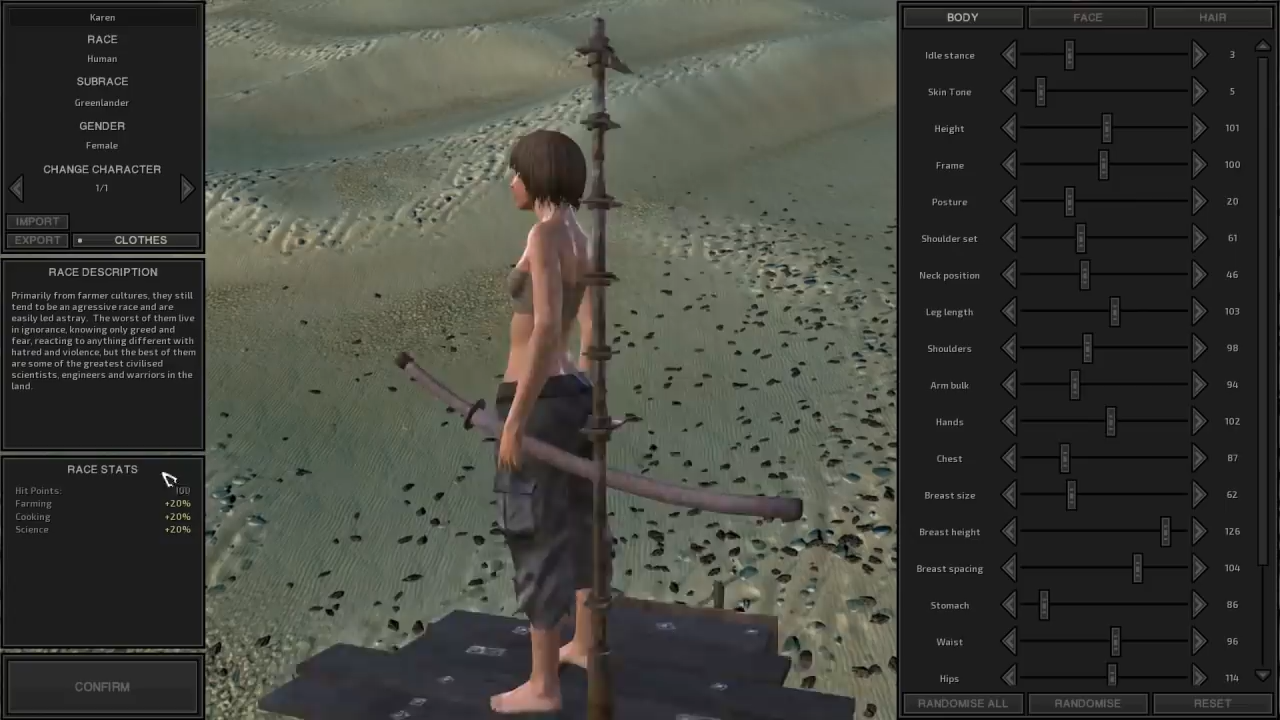 Karen
RACE
Human
SUBRACE
Greenlander
GENDER
Female
CHANGE CHARACTER
1/1
IMPORT
EXPORT
CLOTHES
RACE DESCRIPTION
Primarily from farmer cultures, they still
tend to be an agressive race and are
easily led astray. The worst of them live
in ignorance, knowing only greed and
fear, reacting to anything different with
hatred and violence, but the best of them
are some of the greatest civilised
scientists, engineers and warriors in the
land.
RACE STATS
Hit Points: 100
Farming +20%
Cooking +20%
Science +20%
CONFIRM
BODY FACE HAIR
Idle stance 3
Skin Tone 5
Height 101
Frame 100
Posture 20
Shoulder set 61
Neck position 46
Leg length 103
Shoulders 98
Arm bulk 94
Hands 102
Chest 87
Breast size 62
Breast height 126
Breast spacing 104
Stomach 86
Waist 96
Hips 114
RANDOMISE ALL RANDOMISE RESET